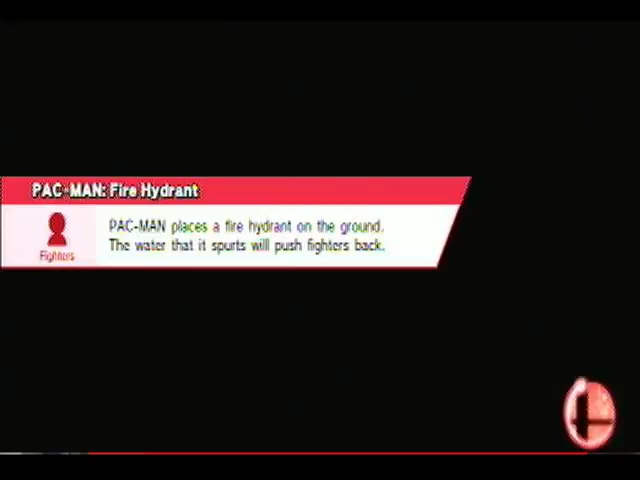 PAC-MAN: Fire Hydrant
PAC-MAN places a fire hydrant on the ground.
The water that it spurts will push fighters back.
Fighters